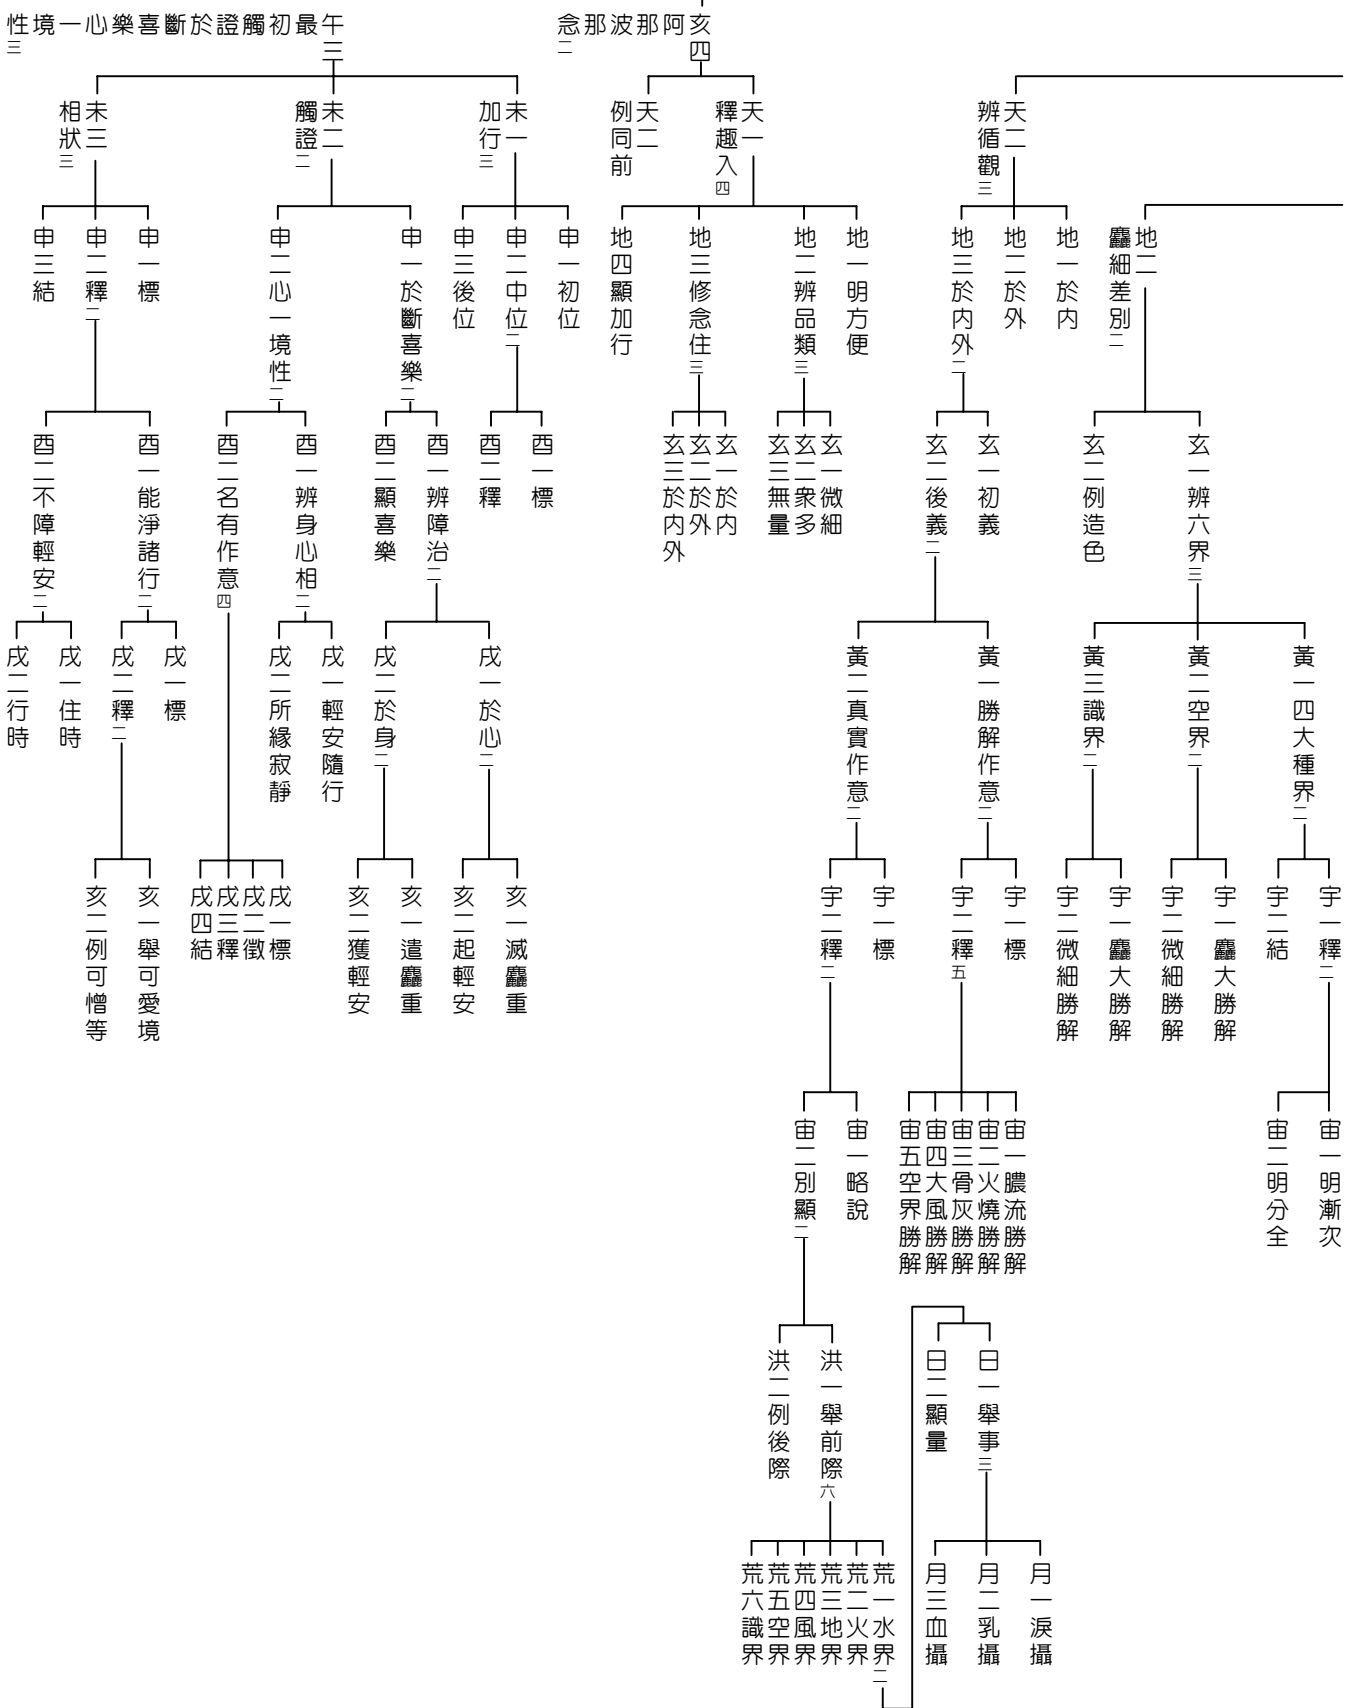 天二辨循觀三
地一於內
地二於外
地三於內外二
玄一初義
玄二後義二
黃一勝解作意二
宇一標
宇二釋五
宙一膿流勝解
宙二火燒勝解
宙三骨灰勝解
宙四大風勝解
宙五空界勝解
黃二真實作意二
宇一標
宇二釋二
宙一略說
宙二別顯二
洪一舉前際六
荒一水界二
日一舉事三
月一淚攝
月二乳攝
月三血攝
日二顯量
荒二火界
荒三地界
荒四風界
荒五空界
荒六識界
洪二例後際
地二麤細差別二
玄一辨六界三
黃一四大種界二
宇一釋二
宙一明漸次
宙二明分全
宇二結
黃二空界二
宇一麤大勝解
宇二微細勝解
黃三識界二
宇一麤大勝解
宇二微細勝解
玄二例造色
亥四阿那波那念二
天一釋趣入四
地一明方便
地二辨品類三
玄一微細
玄二衆多
玄三無量
地三修念住三
玄一於內
玄二於外
玄三於內外
地四顯加行
天二例同前
午三最初觸證於斷喜樂心一境性三
未一加行三
申一初位
申二中位二
酉一標
酉二釋
申三後位
未二觸證二
申一於斷喜樂二
酉一辨障治二
戌一於心二
亥一滅麤重
亥二起輕安
戌二於身二
亥一遣麤重
亥二獲輕安
酉二顯喜樂
申二心一境性二
酉一辨身心相二
戌一輕安隨行
戌二所緣寂靜
酉二名有作意四
戌一標
戌二徵
戌三釋
戌四結
未三相狀三
申一標
申二釋二
酉一能淨諸行二
戌一標
戌二釋二
亥一舉可愛境
亥二例可憎等
酉二不障輕安二
戌一住時
戌二行時
申三結